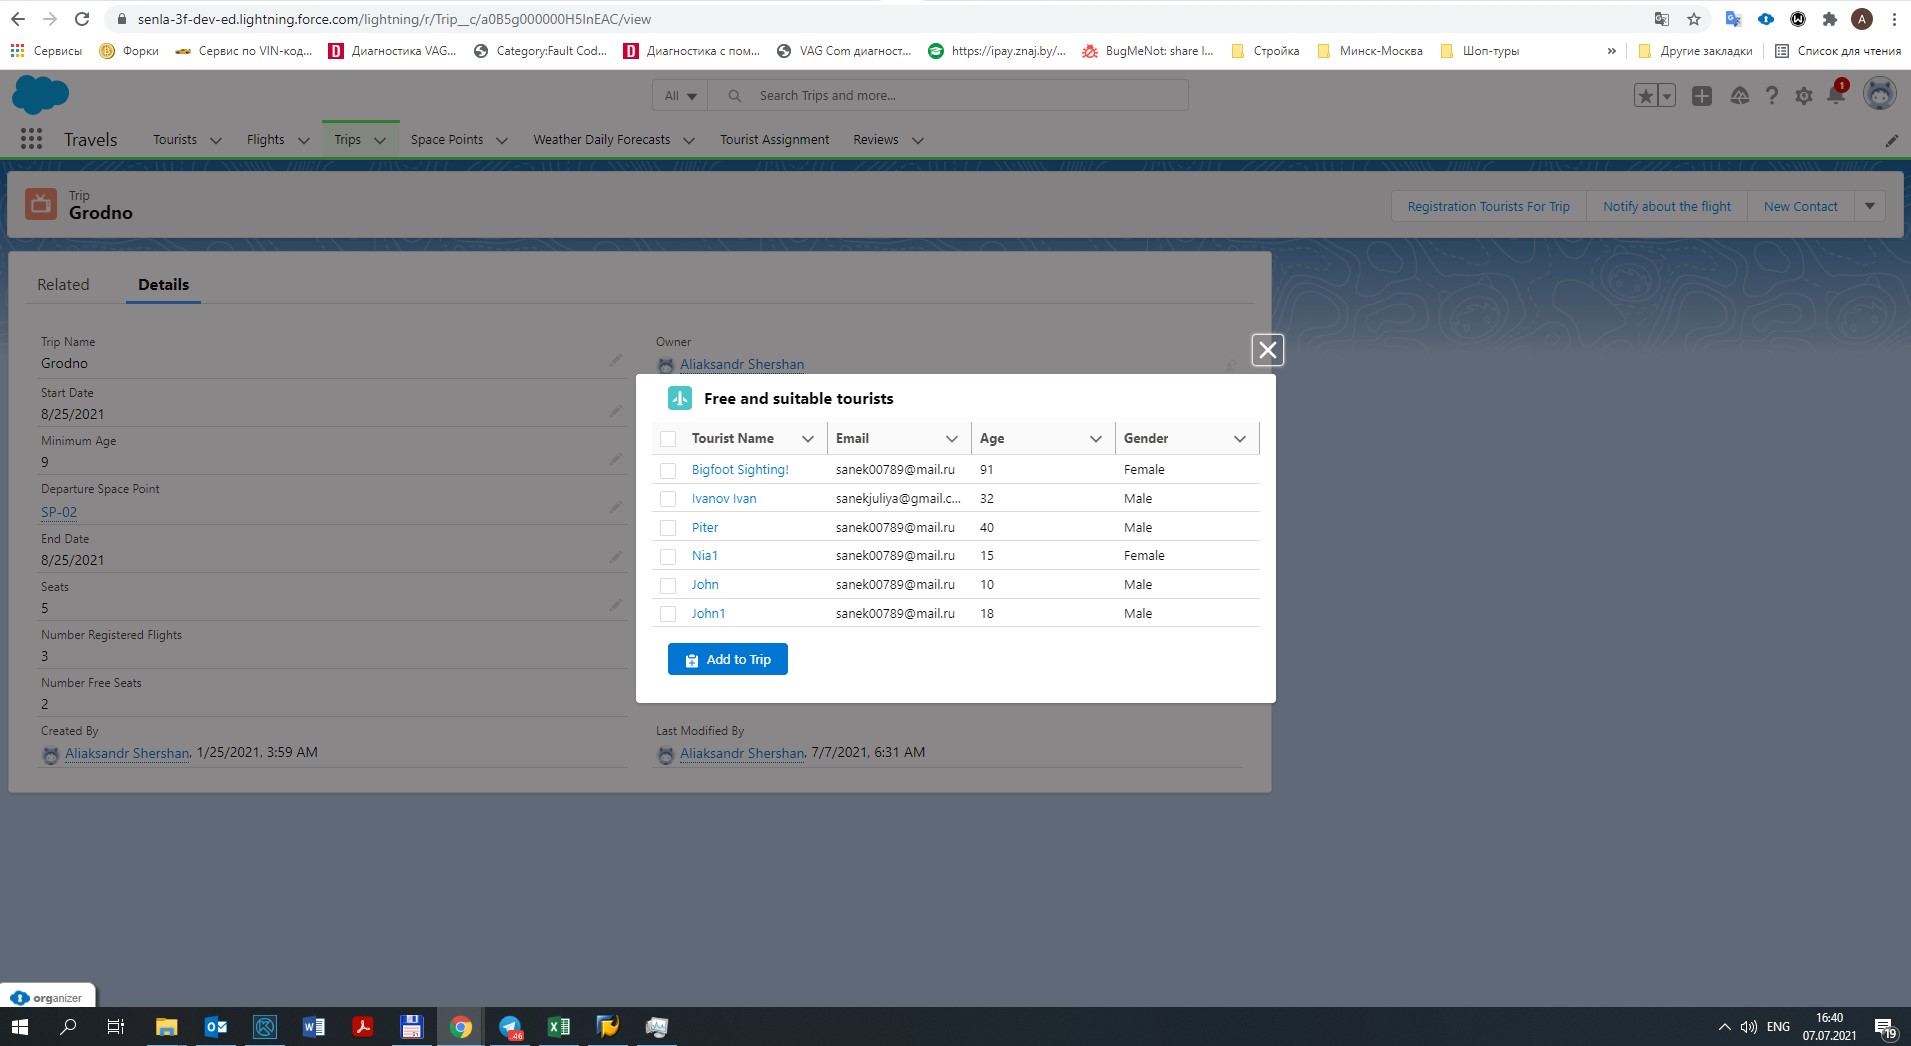 senla-3f-dev-ed.lightning.force.com/lightning/r/Trip__c/a0B5g000000H5InEAC/view
A
Сервисы
Форки
Сервис по VIN-код...
Диагностика VAG...
Category:Fault Cod...
Диагностика с пом...
VAG Com диагност...
https://ipay.znaj.by/...
BugMeNot: share l...
Стройка
Минск-Москва
Шоп-туры
»
Другие закладки
Список для чтения
All
Search Trips and more...
1
Travels
Tourists
Flights
Trips
Space Points
Weather Daily Forecasts
Tourist Assignment
Reviews
Trip
Grodno
Registration Tourists For Trip
Notify about the flight
New Contact
Related
Details
Trip Name
Grodno
Owner
Aliaksandr Shershan
Start Date
8/25/2021
Minimum Age
9
Departure Space Point
SP-02
End Date
8/25/2021
Seats
5
Number Registered Flights
3
Number Free Seats
2
Created By
Aliaksandr Shershan, 1/25/2021, 3:59 AM
Last Modified By
Aliaksandr Shershan, 7/7/2021, 6:31 AM
Free and suitable tourists
Tourist Name Email Age Gender
Bigfoot Sighting! sanek00789@mail.ru 91 Female
Ivanov Ivan sanekjuliya@gmail.c... 32 Male
Piter sanek00789@mail.ru 40 Male
Nia1 sanek00789@mail.ru 15 Female
John sanek00789@mail.ru 10 Male
John1 sanek00789@mail.ru 18 Male
Add to Trip
organizer
46
ENG
16:40
07.07.2021
19